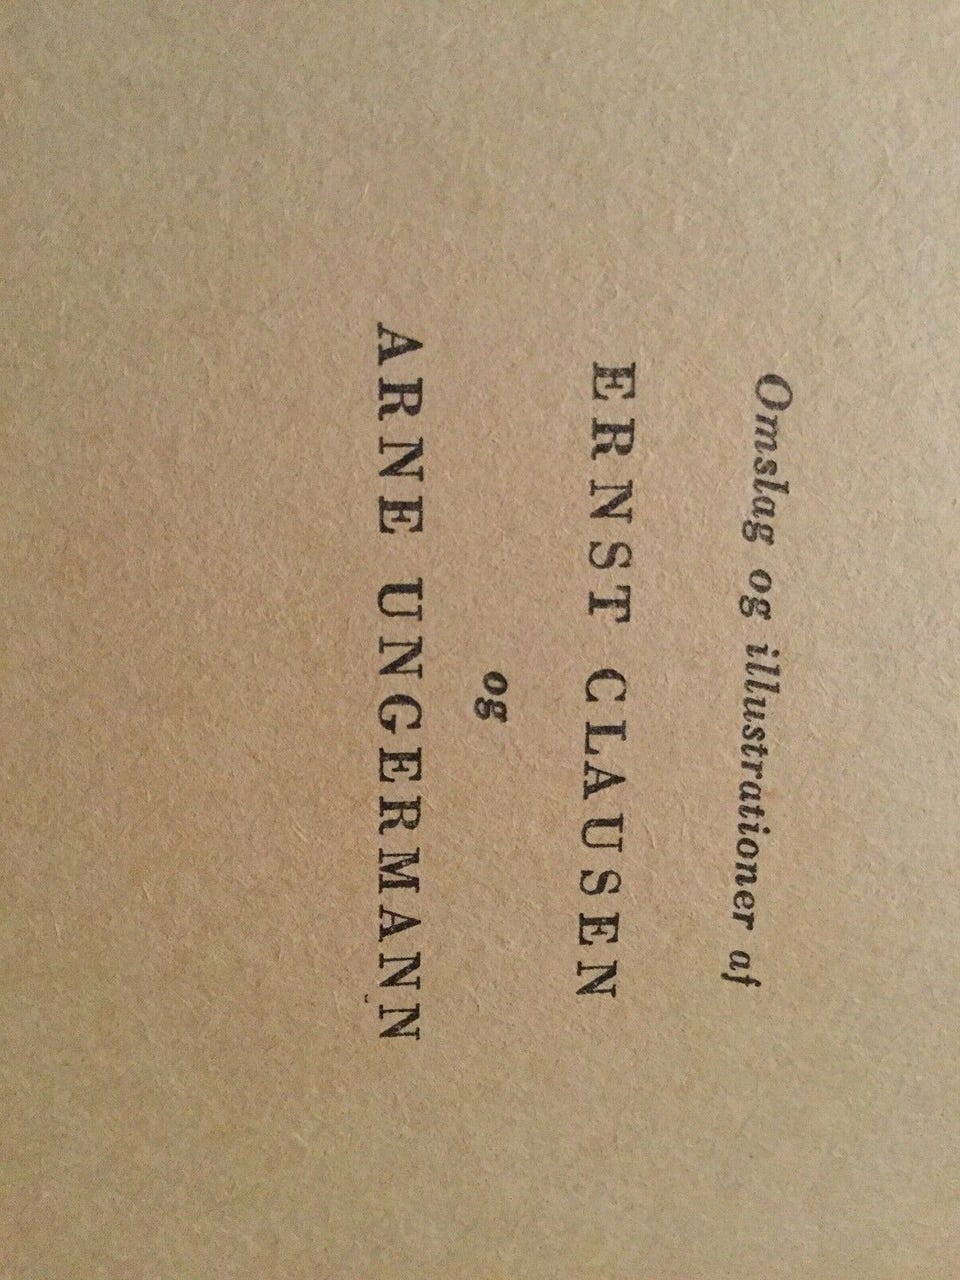 Omslag og illustrationer af
ERNST CLAUSEN
og
ARNE UNGERMANN